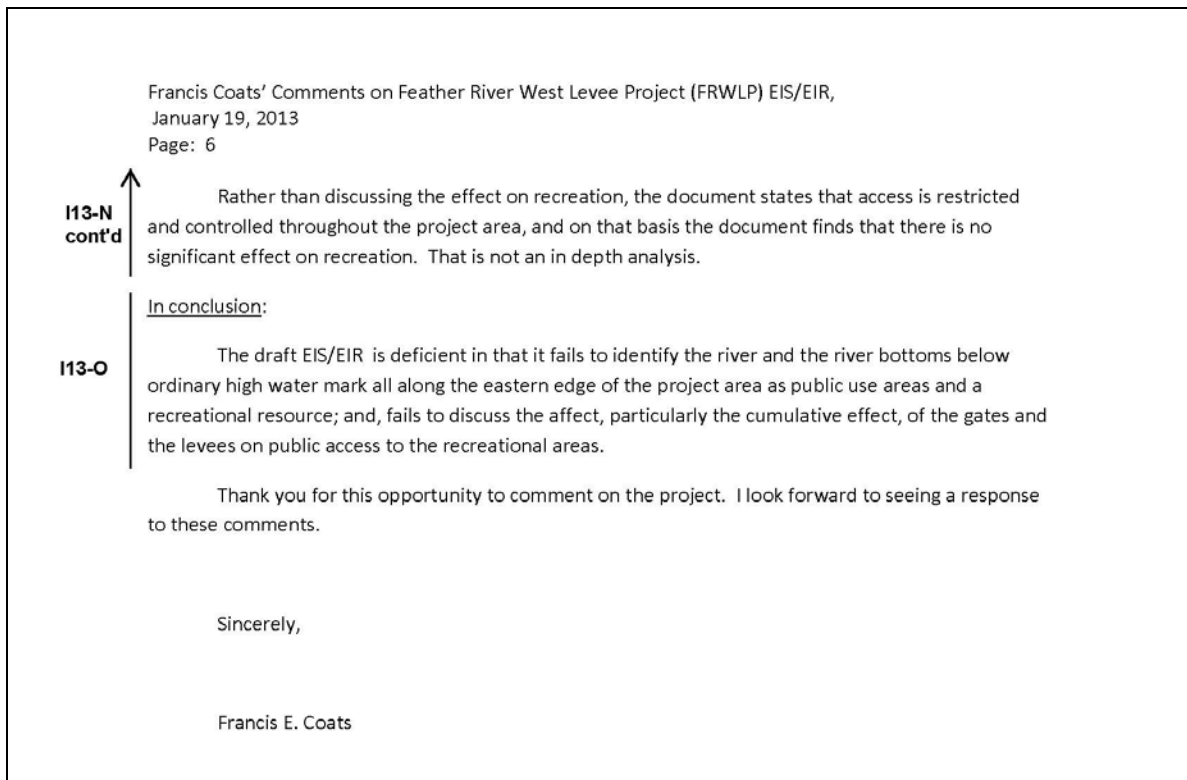 Francis Coats' Comments on Feather River West Levee Project (FRWLP) EIS/EIR,
January 19, 2013
Page: 6
I13-N
cont'd
Rather than discussing the effect on recreation, the document states that access is restricted
and controlled throughout the project area, and on that basis the document finds that there is no
significant effect on recreation. That is not an in depth analysis.
In conclusion:
I13-O
The draft EIS/EIR is deficient in that it fails to identify the river and the river bottoms below
ordinary high water mark all along the eastern edge of the project area as public use areas and a
recreational resource; and, fails to discuss the affect, particularly the cumulative effect, of the gates and
the levees on public access to the recreational areas.
Thank you for this opportunity to comment on the project. I look forward to seeing a response
to these comments.
Sincerely,
Francis E. Coats